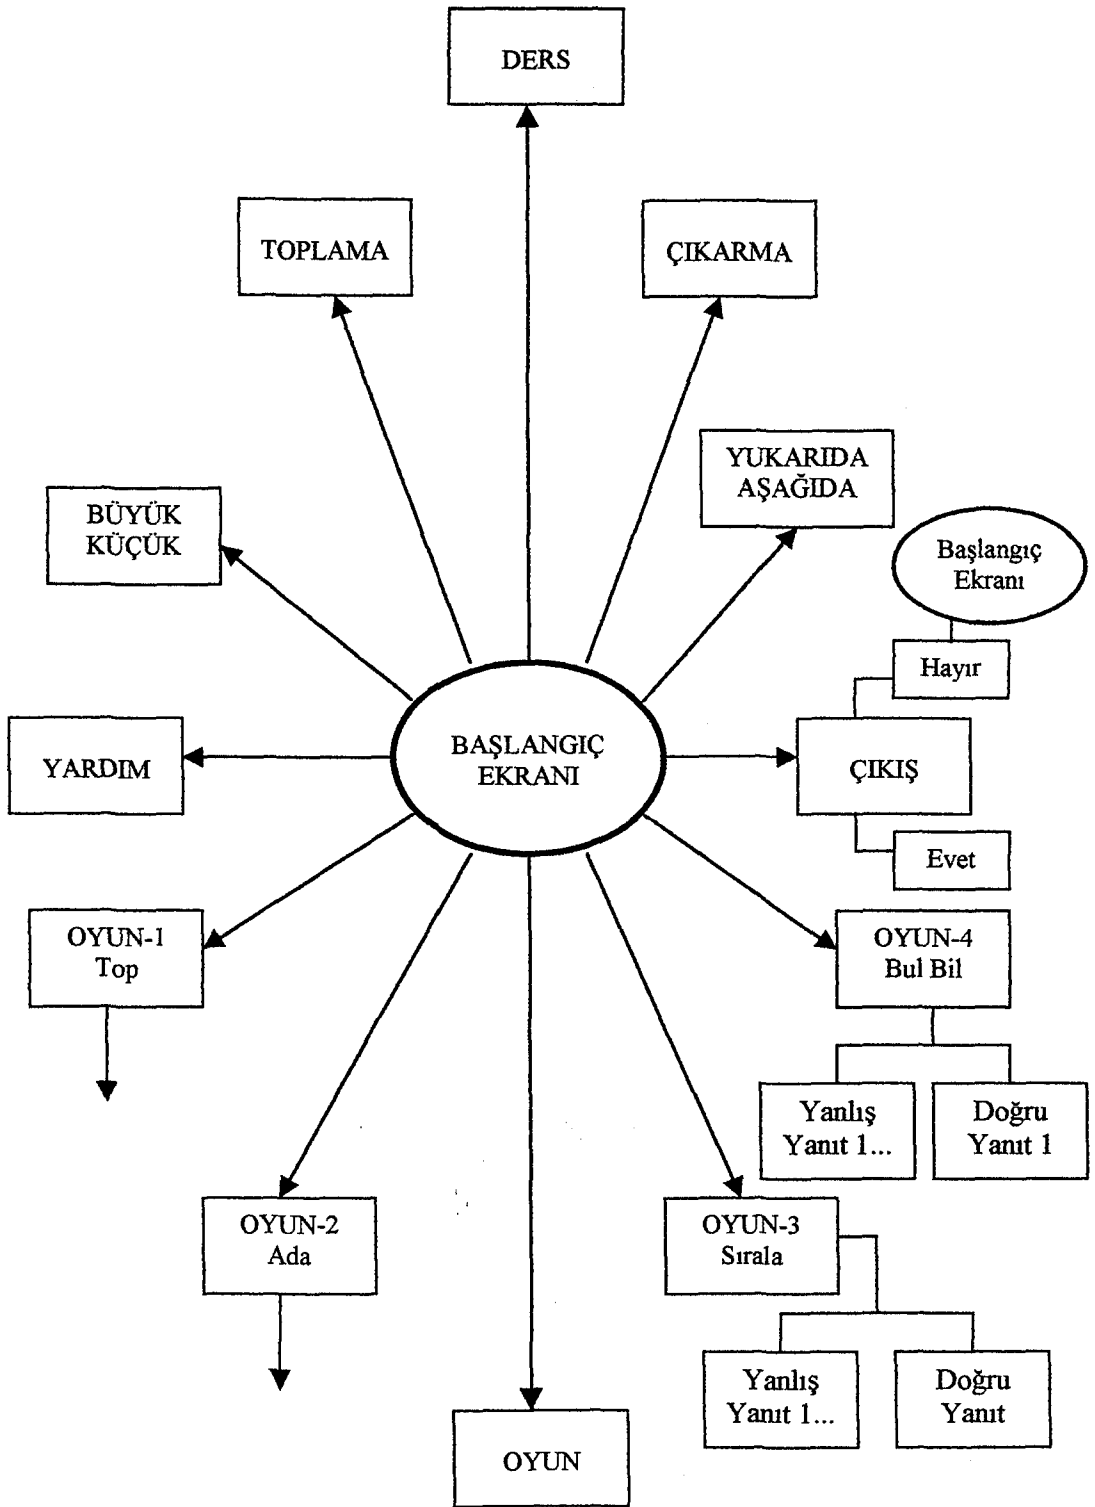 DERS
TOPLAMA
ÇIKARMA
YUKARIDA
AŞAĞIDA
BÜYÜK
KÜÇÜK
Başlangıç
Ekranı
Hayır
YARDIM
BAŞLANGIÇ
EKRANI
ÇIKIŞ
Evet
OYUN-1
Top
OYUN-4
Bul Bil
Yanlış
Yanıt 1...
Doğru
Yanıt 1
OYUN-2
Ada
OYUN-3
Sırala
Yanlış
Yanıt 1...
Doğru
Yanıt
OYUN